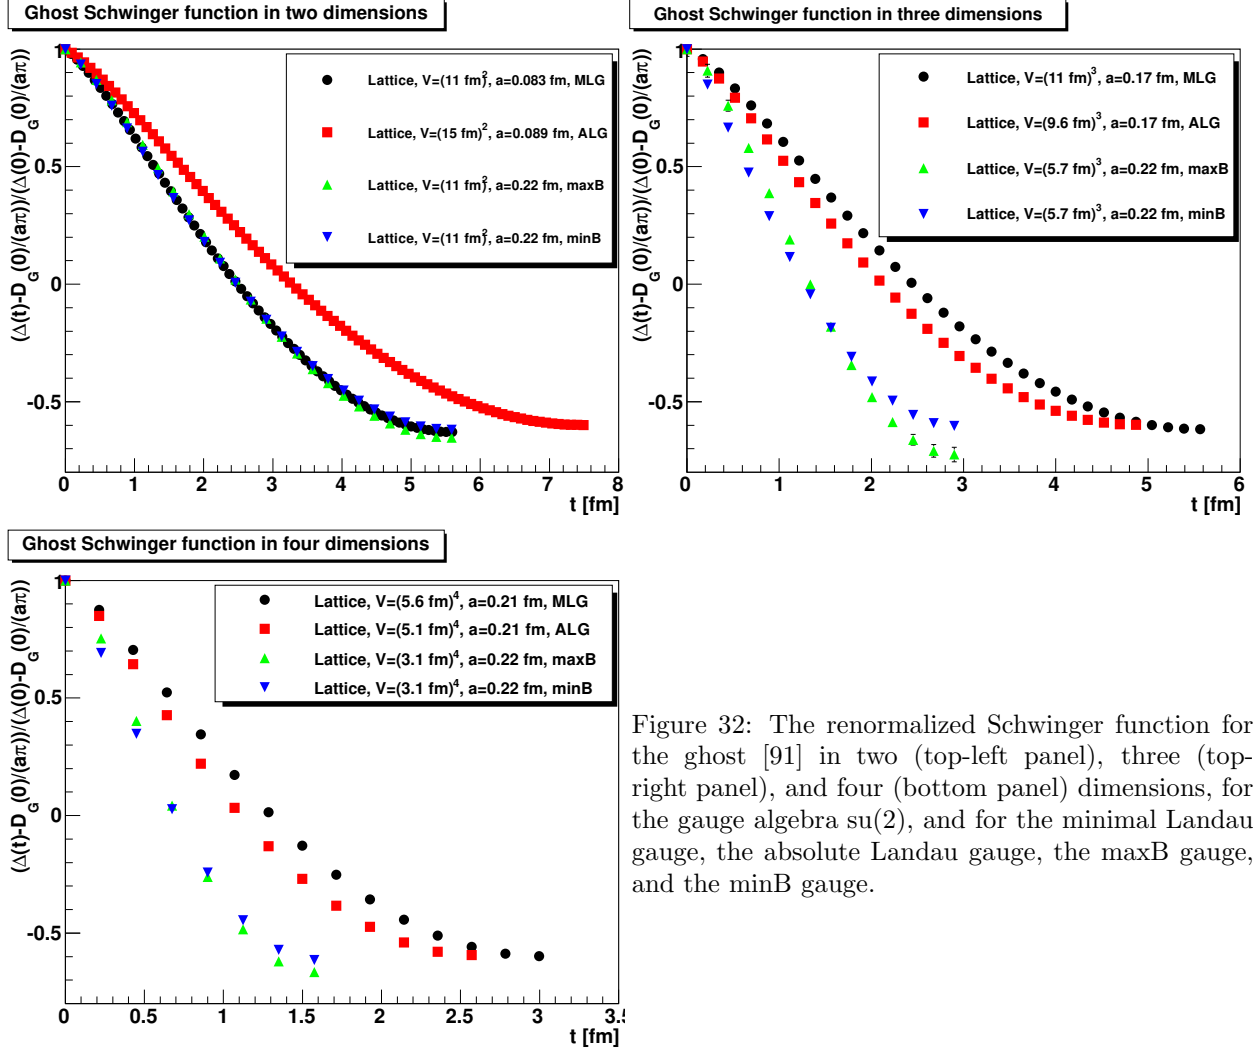 Ghost Schwinger function in two dimensions
(Δ(t)-D_G(0)/(aπ))/(Δ(0)-D_G(0)/(aπ))
1
0.5
0
-0.5
Lattice, V=(11 fm)², a=0.083 fm, MLG
Lattice, V=(15 fm)², a=0.089 fm, ALG
Lattice, V=(11 fm)², a=0.22 fm, maxB
Lattice, V=(11 fm)², a=0.22 fm, minB
0 1 2 3 4 5 6 7 8
t [fm]
Ghost Schwinger function in three dimensions
(Δ(t)-D_G(0)/(aπ))/(Δ(0)-D_G(0)/(aπ))
1
0.5
0
-0.5
Lattice, V=(11 fm)³, a=0.17 fm, MLG
Lattice, V=(9.6 fm)³, a=0.17 fm, ALG
Lattice, V=(5.7 fm)³, a=0.22 fm, maxB
Lattice, V=(5.7 fm)³, a=0.22 fm, minB
0 1 2 3 4 5 6
t [fm]
Ghost Schwinger function in four dimensions
(Δ(t)-D_G(0)/(aπ))/(Δ(0)-D_G(0)/(aπ))
1
0.5
0
-0.5
Lattice, V=(5.6 fm)⁴, a=0.21 fm, MLG
Lattice, V=(5.1 fm)⁴, a=0.21 fm, ALG
Lattice, V=(3.1 fm)⁴, a=0.22 fm, maxB
Lattice, V=(3.1 fm)⁴, a=0.22 fm, minB
0 0.5 1 1.5 2 2.5 3 3.5
t [fm]
Figure 32: The renormalized Schwinger function for
the ghost [91] in two (top-left panel), three (top-
right panel), and four (bottom panel) dimensions, for
the gauge algebra su(2), and for the minimal Landau
gauge, the absolute Landau gauge, the maxB gauge,
and the minB gauge.